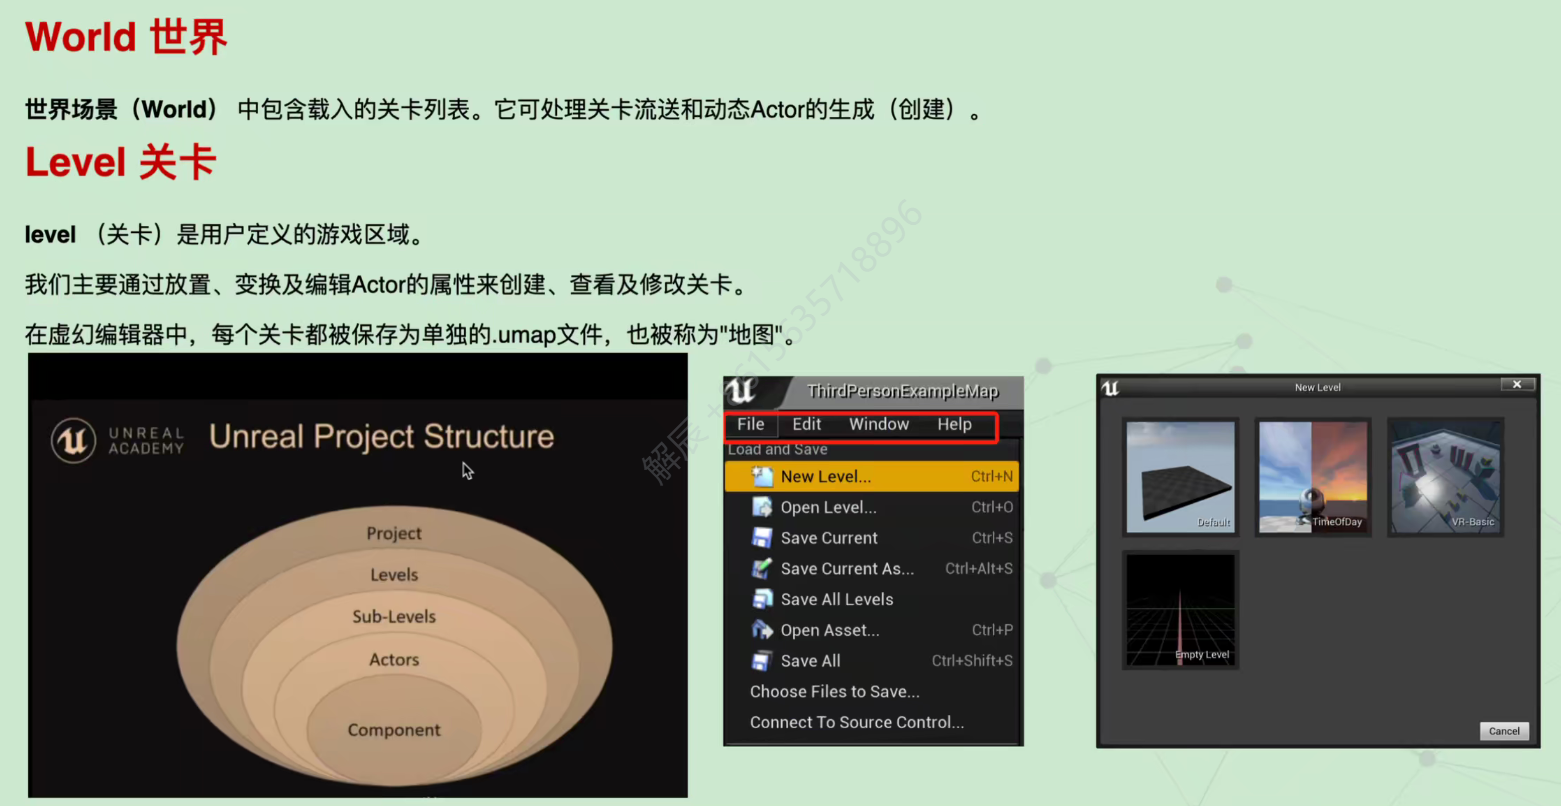 World 世界
世界场景（World） 中包含载入的关卡列表。它可处理关卡流送和动态Actor的生成（创建）。
Level 关卡
level （关卡）是用户定义的游戏区域。
我们主要通过放置、变换及编辑Actor的属性来创建、查看及修改关卡。
在虚幻编辑器中，每个关卡都被保存为单独的.umap文件，也被称为"地图"。
UNREAL
ACADEMY
Unreal Project Structure
Project
Levels
Sub-Levels
Actors
Component
ThirdPersonExampleMap
File Edit Window Help
Load and Save
New Level... Ctrl+N
Open Level... Ctrl+O
Save Current Ctrl+S
Save Current As... Ctrl+Alt+S
Save All Levels
Open Asset... Ctrl+P
Save All Ctrl+Shift+S
Choose Files to Save...
Connect To Source Control...
New Level
Default
TimeOfDay
VR-Basic
Empty Level
Cancel